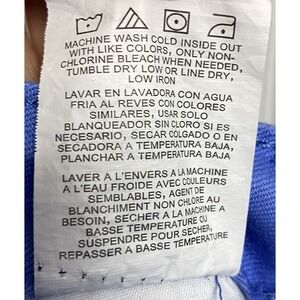 MACHINE WASH COLD INSIDE OUT
WITH LIKE COLORS, ONLY NON-
CHLORINE BLEACH WHEN NEEDED,
TUMBLE DRY LOW OR LINE DRY,
LOW IRON
LAVAR EN LAVADORA CON AGUA
FRIA AL REVES CON COLORES
SIMILARES, USAR SOLO
BLANQUEADOR SIN CLORO SI ES
NECESARIO, SECAR COLGADO O EN
SECADORA A TEMPERATURA BAJA,
PLANCHAR A TEMPERATURA BAJA
LAVER A L'ENVERS A LA MACHINE
A L'EAU FROIDE AVEC COULEURS
SEMBLABLES, AGENT DE
BLANCHIMENT NON CHLORE AU
BESOIN, SECHER A LA MACHINE A
BASSE TEMPERATURE OU
SUSPENDRE POUR SECHER,
REPASSER A BASSE TEMPERATURE